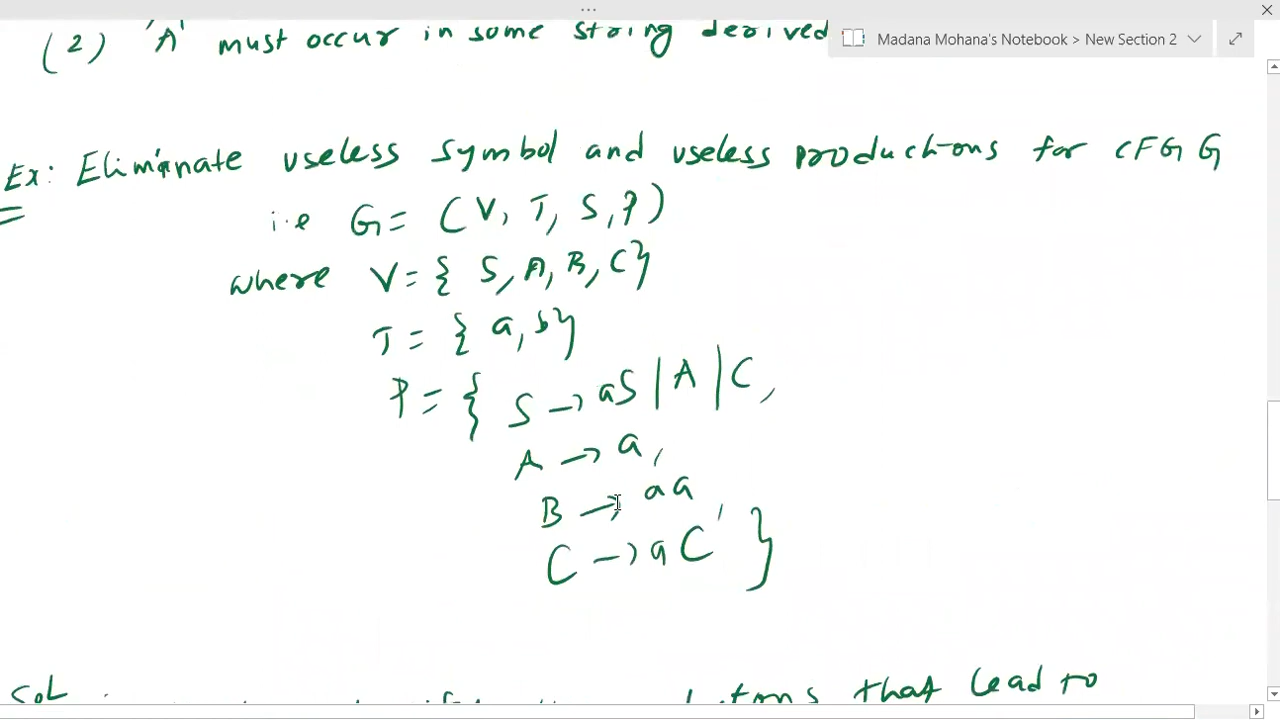 (2) 'A' must occur in some string derived
Madana Mohana's Notebook > New Section 2
Ex: Eliminate useless symbol and useless productions for CFG G
i.e G = (V, T, S, P)
where V = { S, A, B, C}
T = { a, b}
P = { S → aS | A | C,
A → a,
B → aa,
C → aC }
Sol
that lead to